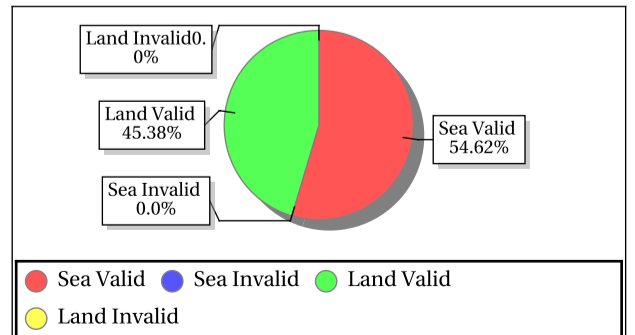 Land Invalid0.
0%
Land Valid
45.38%
Sea Valid
54.62%
Sea Invalid
0.0%
Sea Valid Sea Invalid Land Valid
Land Invalid